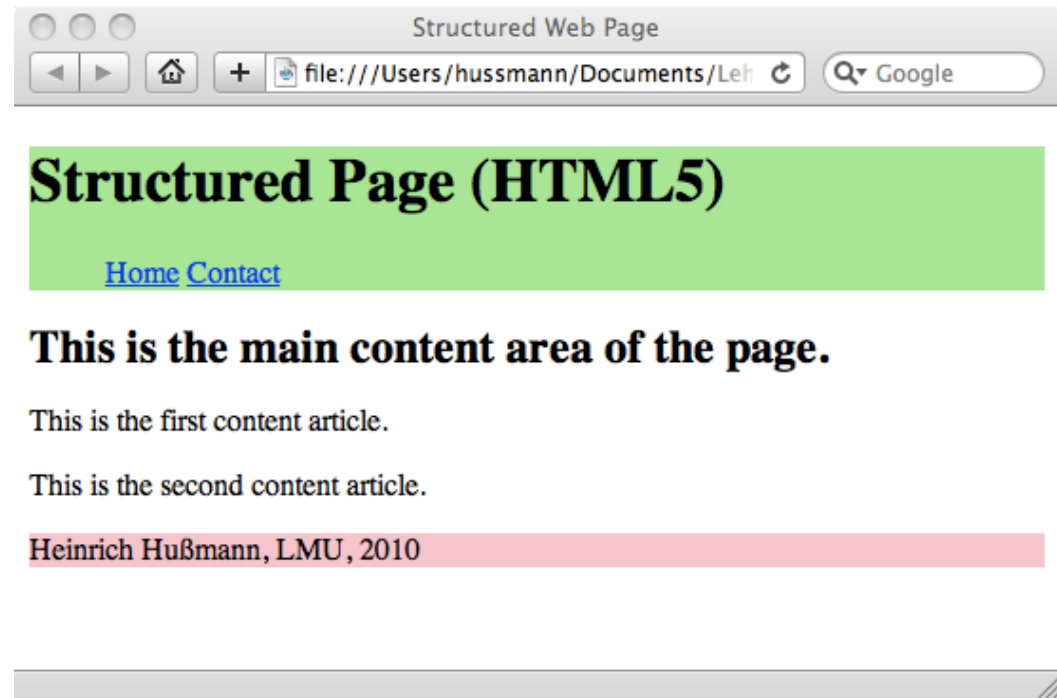 Structured Web Page
file:///Users/hussmann/Documents/Leh
Google
Structured Page (HTML5)
Home Contact
This is the main content area of the page.
This is the first content article.
This is the second content article.
Heinrich Hußmann, LMU, 2010